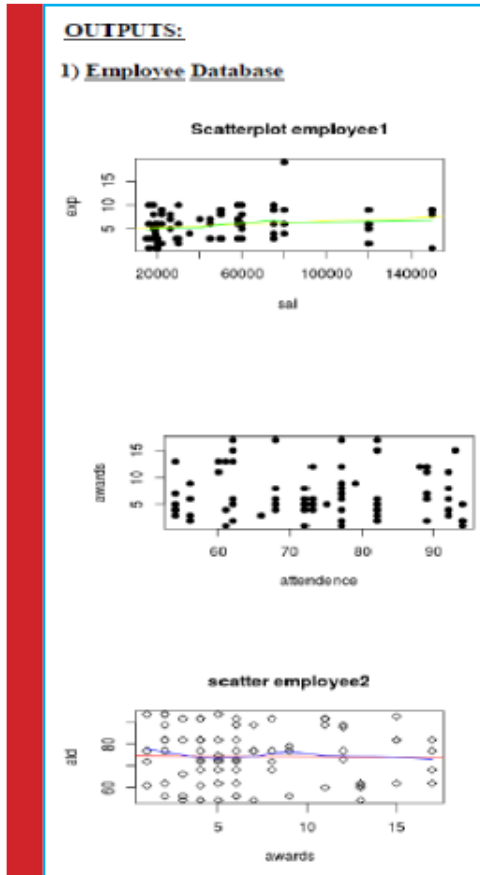 OUTPUTS:
1) Employee Database
Scatterplot employee1
exp
5 10 15
20000 60000 100000 140000
sal
awards
5 10 15
60 70 80 90
attendence
scatter employee2
60 80
5 10 15
awards